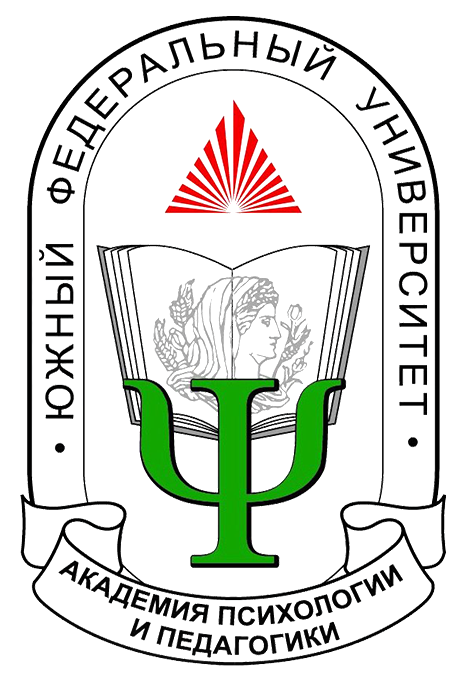 • ЮЖНЫЙ ФЕДЕРАЛЬНЫЙ УНИВЕРСИТЕТ •
Ψ
АКАДЕМИЯ ПСИХОЛОГИИ
И ПЕДАГОГИКИ